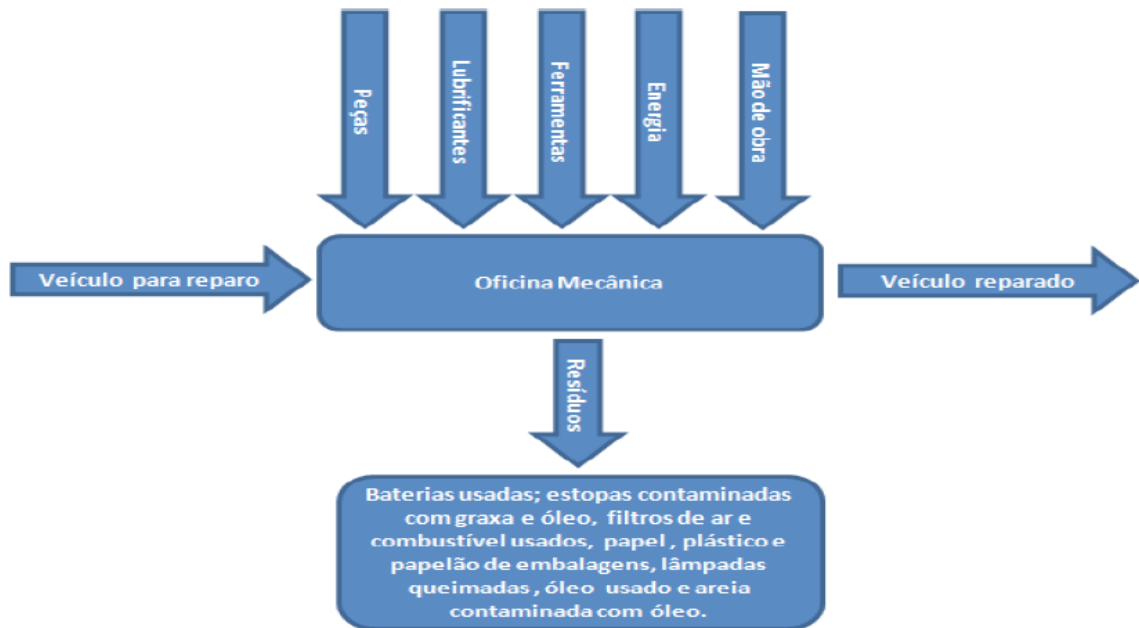 Peças
Lubrificantes
Ferramentas
Energia
Mão de obra
Veículo para reparo
Oficina Mecânica
Veículo reparado
Resíduos
Baterias usadas; estopas contaminadas
com graxa e óleo, filtros de ar e
combustível usados, papel , plástico e
papelão de embalagens, lâmpadas
queimadas , óleo usado e areia
contaminada com óleo.